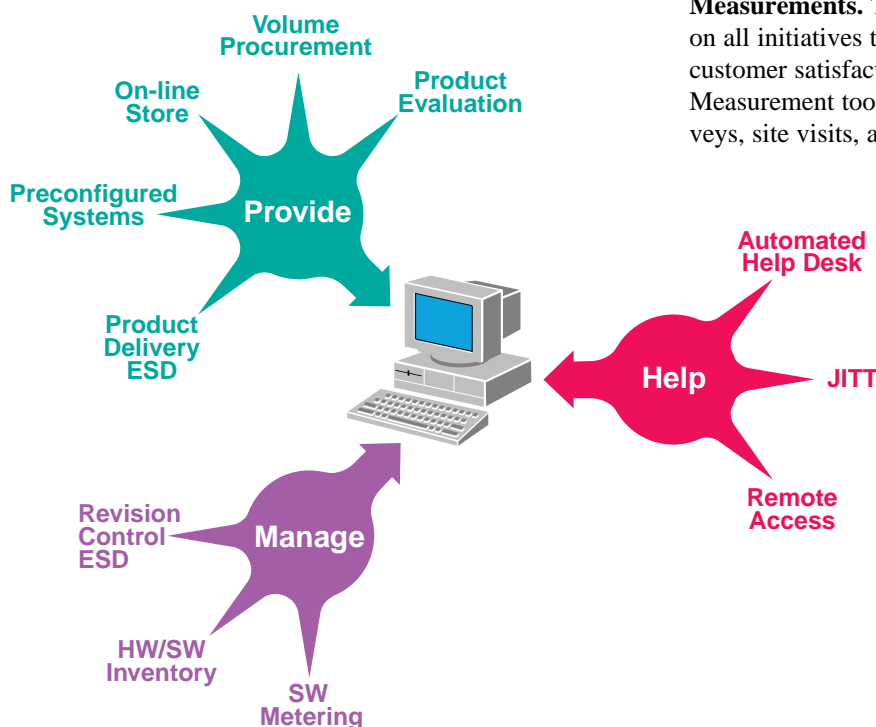 Measurements.
on all initiatives t
customer satisfact
Measurement too
veys, site visits, a
Volume
Procurement
Product
Evaluation
On-line
Store
Preconfigured
Systems
Provide
Product
Delivery
ESD
Automated
Help Desk
Help
JITT
Remote
Access
Revision
Control
ESD
Manage
HW/SW
Inventory
SW
Metering